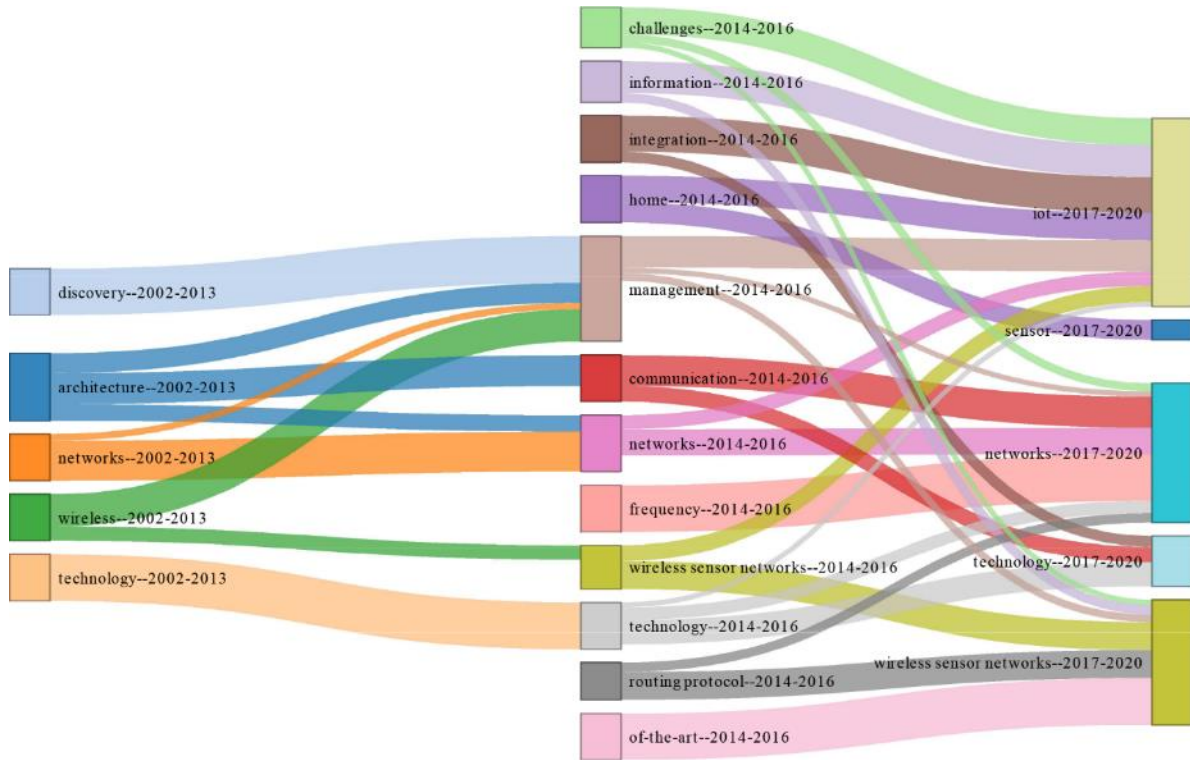 discovery--2002-2013
architecture--2002-2013
networks--2002-2013
wireless--2002-2013
technology--2002-2013
challenges--2014-2016
information--2014-2016
integration--2014-2016
home--2014-2016
management--2014-2016
communication--2014-2016
networks--2014-2016
frequency--2014-2016
wireless sensor networks--2014-2016
technology--2014-2016
routing protocol--2014-2016
of-the-art--2014-2016
iot--2017-2020
sensor--2017-2020
networks--2017-2020
technology--2017-2020
wireless sensor networks--2017-2020